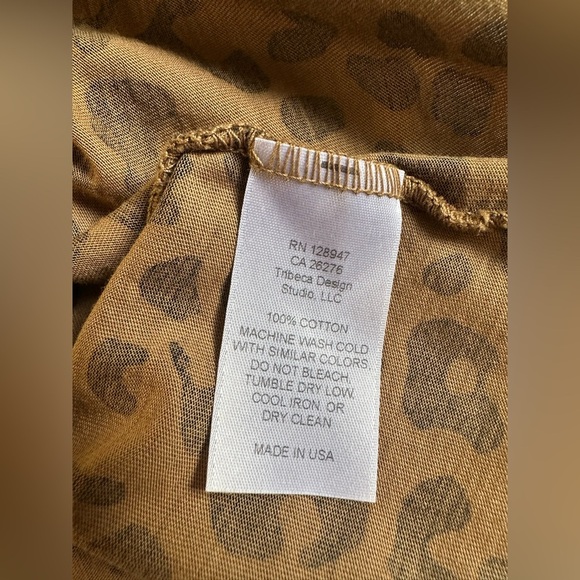 RN 128947
CA 26276
Tribeca Design
Studio, LLC
100% COTTON
MACHINE WASH COLD
WITH SIMILAR COLORS.
DO NOT BLEACH.
TUMBLE DRY LOW.
COOL IRON. OR
DRY CLEAN
MADE IN USA